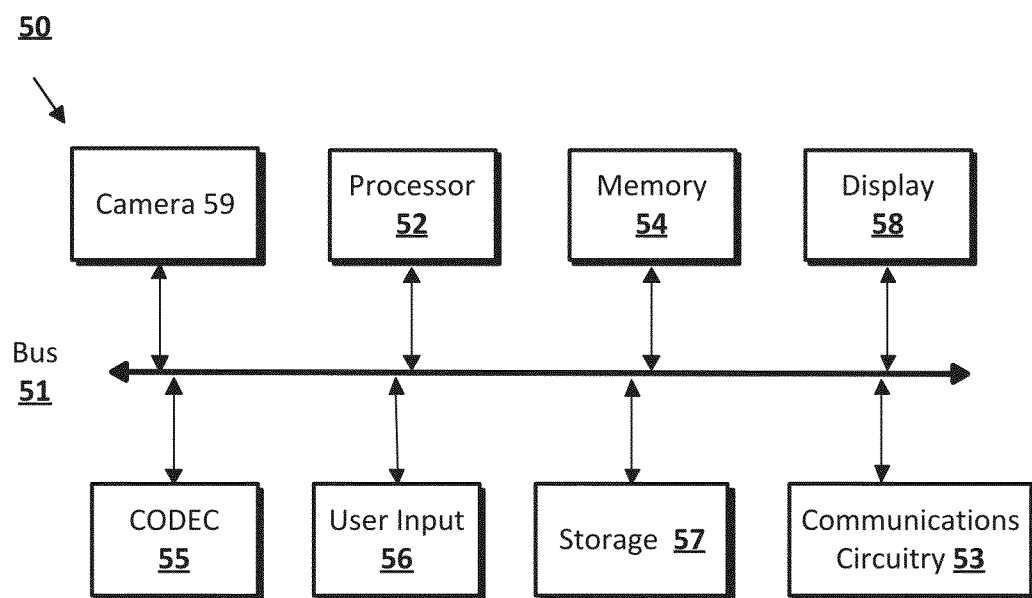 50
Camera 59
Processor
52
Memory
54
Display
58
Bus
51
CODEC
55
User Input
56
Storage 57
Communications
Circuitry 53